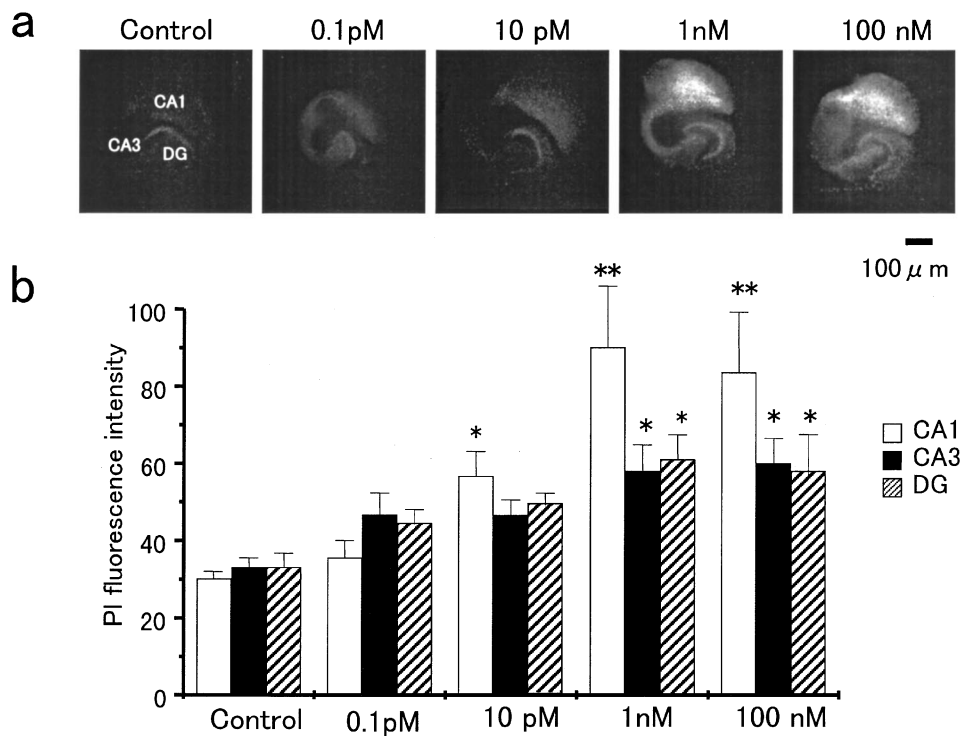 a
Control 0.1pM 10 pM 1nM 100 nM
CA1
CA3
DG
100 μm
b
** **
100
* * * * *
80
60
40
20
0
PI fluorescence intensity
CA1
CA3
DG
Control 0.1pM 10 pM 1nM 100 nM